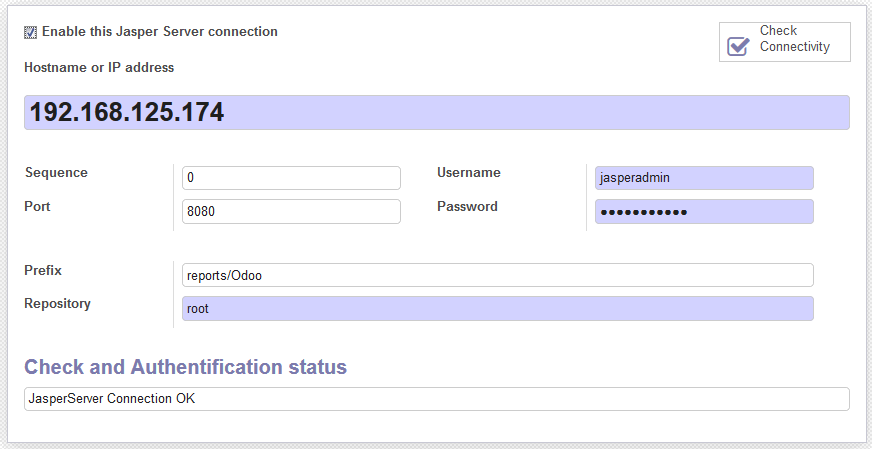 Enable this Jasper Server connection
Check
Connectivity
Hostname or IP address
192.168.125.174
Sequence
0
Username
jasperadmin
Port
8080
Password
•••••••••••
Prefix
reports/Odoo
Repository
root
Check and Authentification status
JasperServer Connection OK